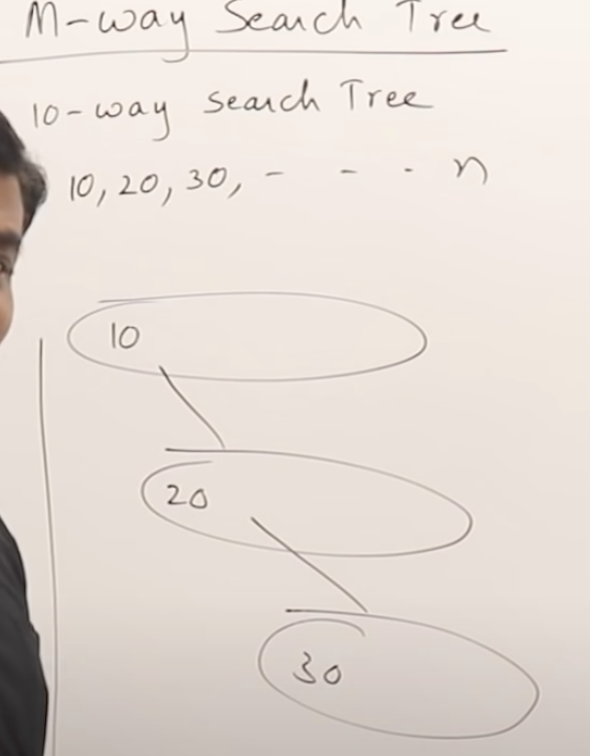 M-way Search Tree
10-way search Tree
10, 20, 30, - - - n
10
20
30